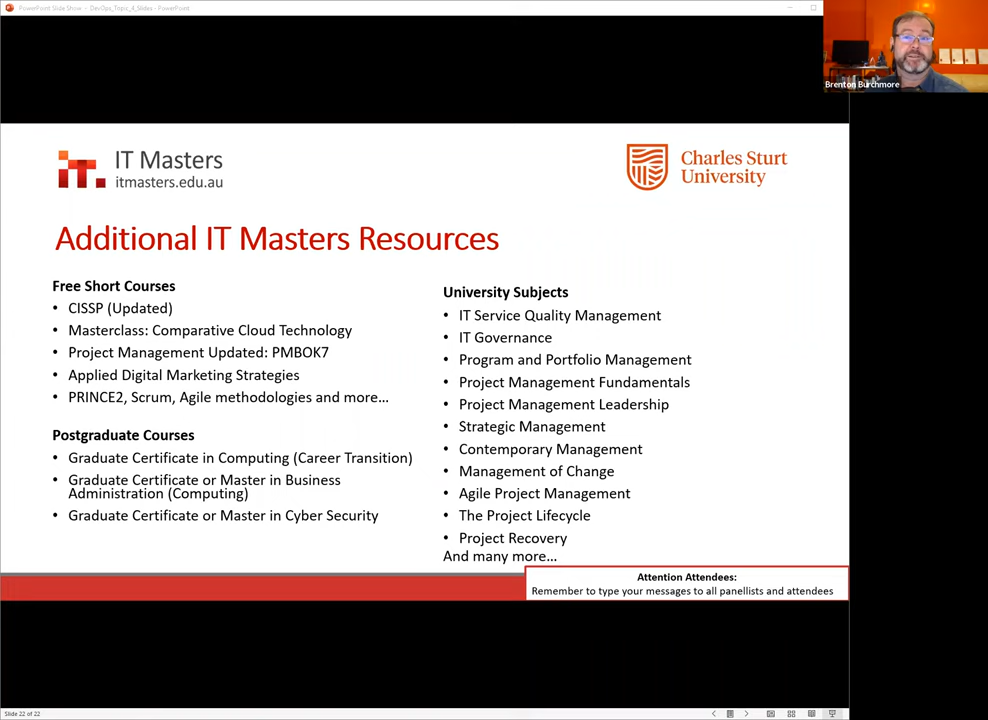 PowerPoint Slide Show - DevOps_Topic_4_Slides - PowerPoint
Brenton Burchmore
it.
IT Masters
itmasters.edu.au
Charles Sturt
University
Additional IT Masters Resources
Free Short Courses
• CISSP (Updated)
• Masterclass: Comparative Cloud Technology
• Project Management Updated: PMBOK7
• Applied Digital Marketing Strategies
• PRINCE2, Scrum, Agile methodologies and more...
Postgraduate Courses
• Graduate Certificate in Computing (Career Transition)
• Graduate Certificate or Master in Business
Administration (Computing)
• Graduate Certificate or Master in Cyber Security
University Subjects
• IT Service Quality Management
• IT Governance
• Program and Portfolio Management
• Project Management Fundamentals
• Project Management Leadership
• Strategic Management
• Contemporary Management
• Management of Change
• Agile Project Management
• The Project Lifecycle
• Project Recovery
And many more...
Attention Attendees:
Remember to type your messages to all panellists and attendees
Slide 22 of 22